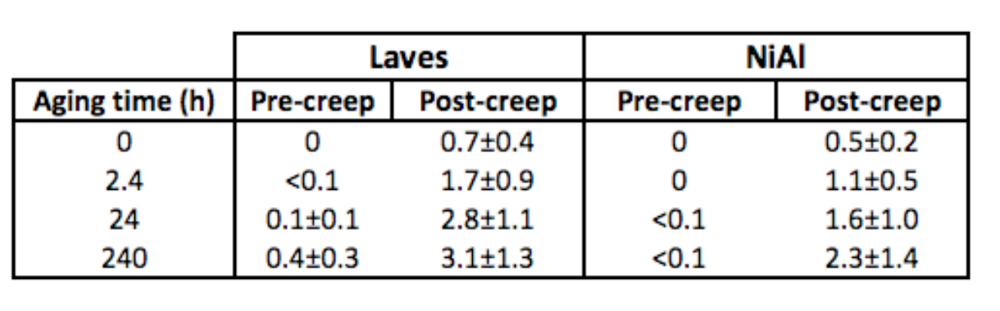 Laves NiAl
Aging time (h) Pre-creep Post-creep Pre-creep Post-creep
0 0 0.7±0.4 0 0.5±0.2
2.4 <0.1 1.7±0.9 0 1.1±0.5
24 0.1±0.1 2.8±1.1 <0.1 1.6±1.0
240 0.4±0.3 3.1±1.3 <0.1 2.3±1.4